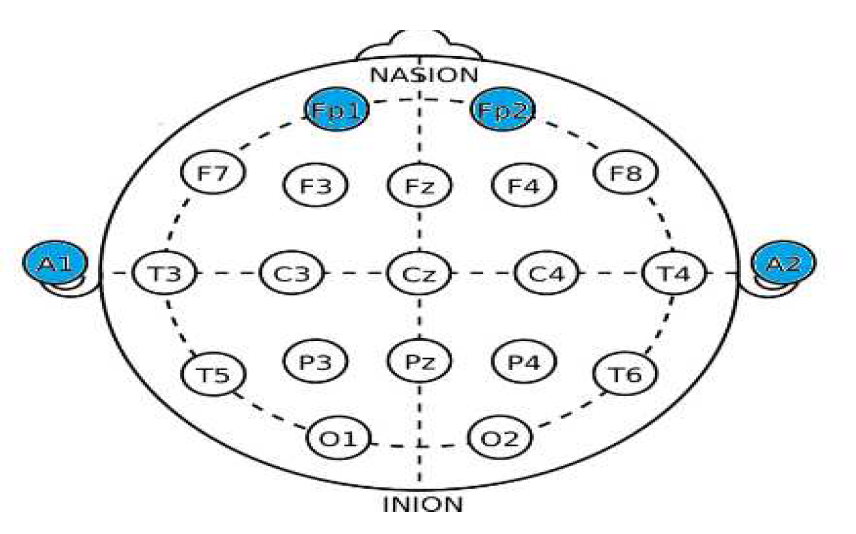 NASION
Fp1 Fp2
F7 F3 Fz F4 F8
A1 T3 C3 Cz C4 T4 A2
T5 P3 Pz P4 T6
O1 O2
INION